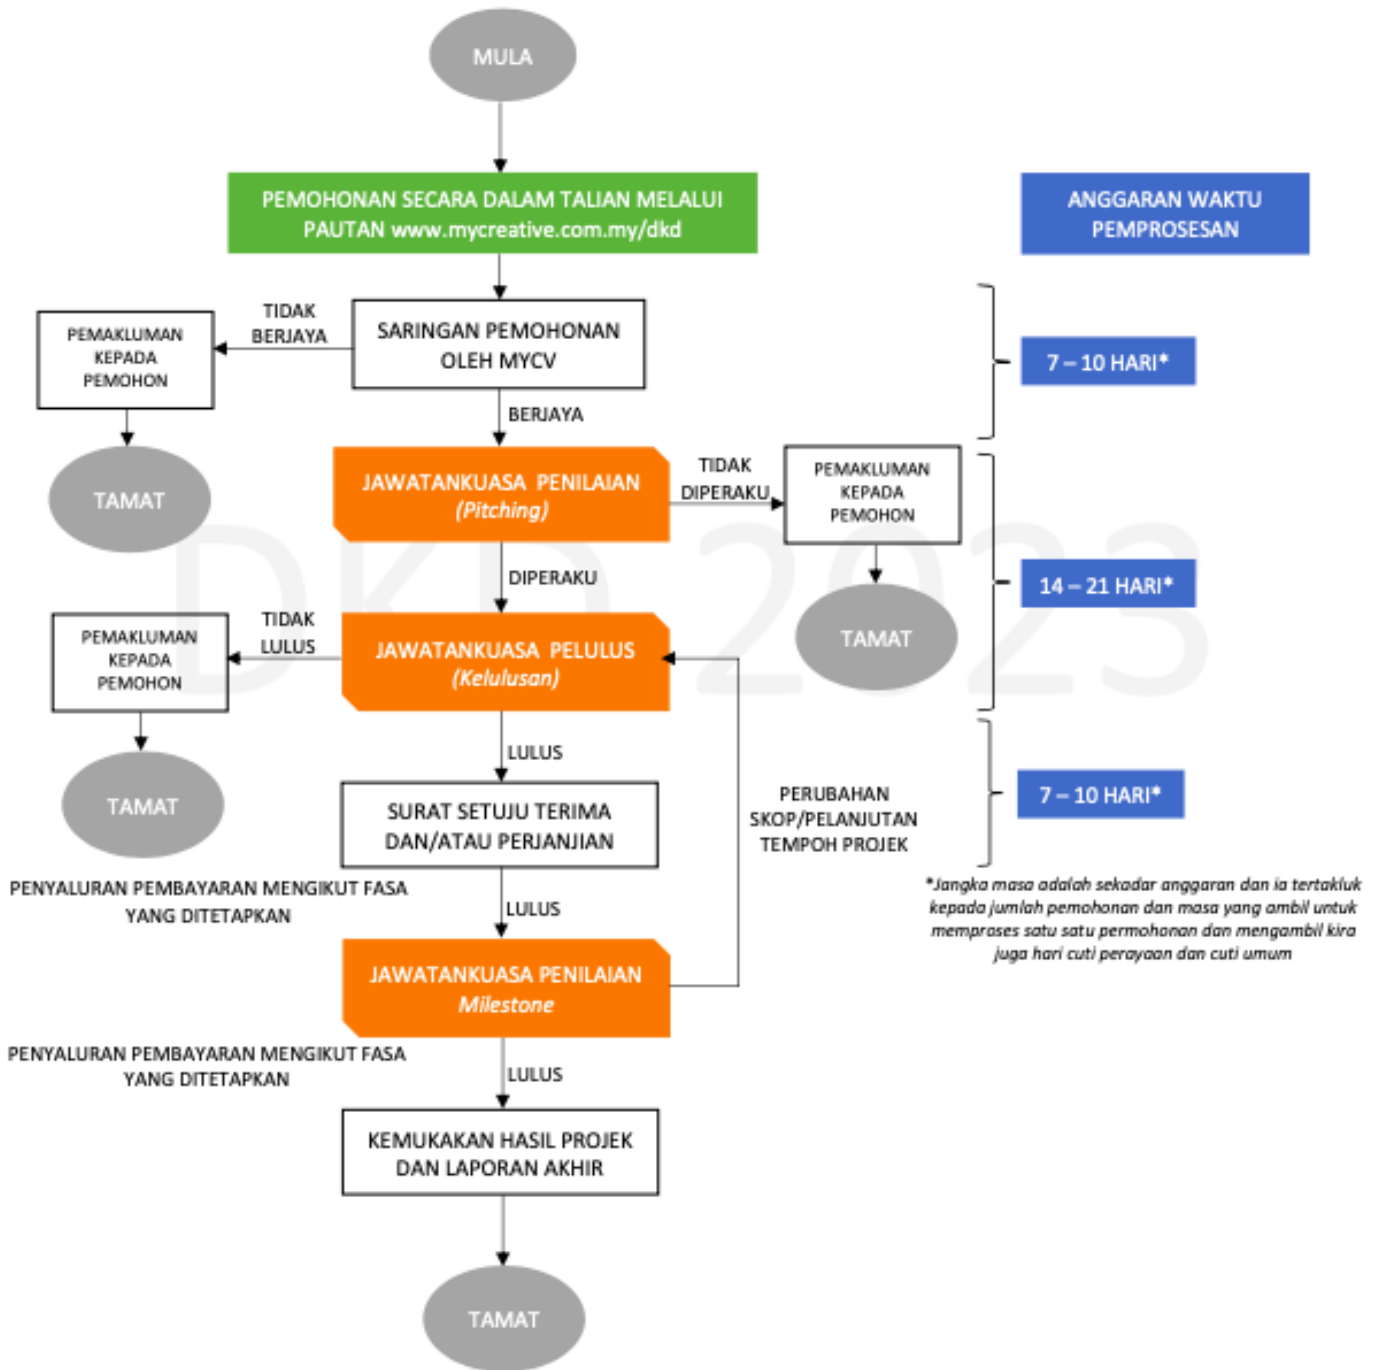 MULA
PEMOHONAN SECARA DALAM TALIAN MELALUI
PAUTAN www.mycreative.com.my/dkd
ANGGARAN WAKTU
PEMPROSESAN
SARINGAN PEMOHONAN
OLEH MYCV
TIDAK
BERJAYA
PEMAKLUMAN
KEPADA
PEMOHON
TAMAT
7 – 10 HARI*
BERJAYA
JAWATANKUASA PENILAIAN
(Pitching)
TIDAK
DIPERAKU
PEMAKLUMAN
KEPADA
PEMOHON
TAMAT
14 – 21 HARI*
DKD 2023
DIPERAKU
JAWATANKUASA PELULUS
(Kelulusan)
TIDAK
LULUS
PEMAKLUMAN
KEPADA
PEMOHON
TAMAT
LULUS
SURAT SETUJU TERIMA
DAN/ATAU PERJANJIAN
PERUBAHAN
SKOP/PELANJUTAN
TEMPOH PROJEK
7 – 10 HARI*
*Jangka masa adalah sekadar anggaran dan ia tertakluk
kepada jumlah pemohonan dan masa yang ambil untuk
memproses satu satu permohonan dan mengambil kira
juga hari cuti perayaan dan cuti umum
PENYALURAN PEMBAYARAN MENGIKUT FASA
YANG DITETAPKAN
LULUS
JAWATANKUASA PENILAIAN
Milestone
PENYALURAN PEMBAYARAN MENGIKUT FASA
YANG DITETAPKAN
LULUS
KEMUKAKAN HASIL PROJEK
DAN LAPORAN AKHIR
TAMAT